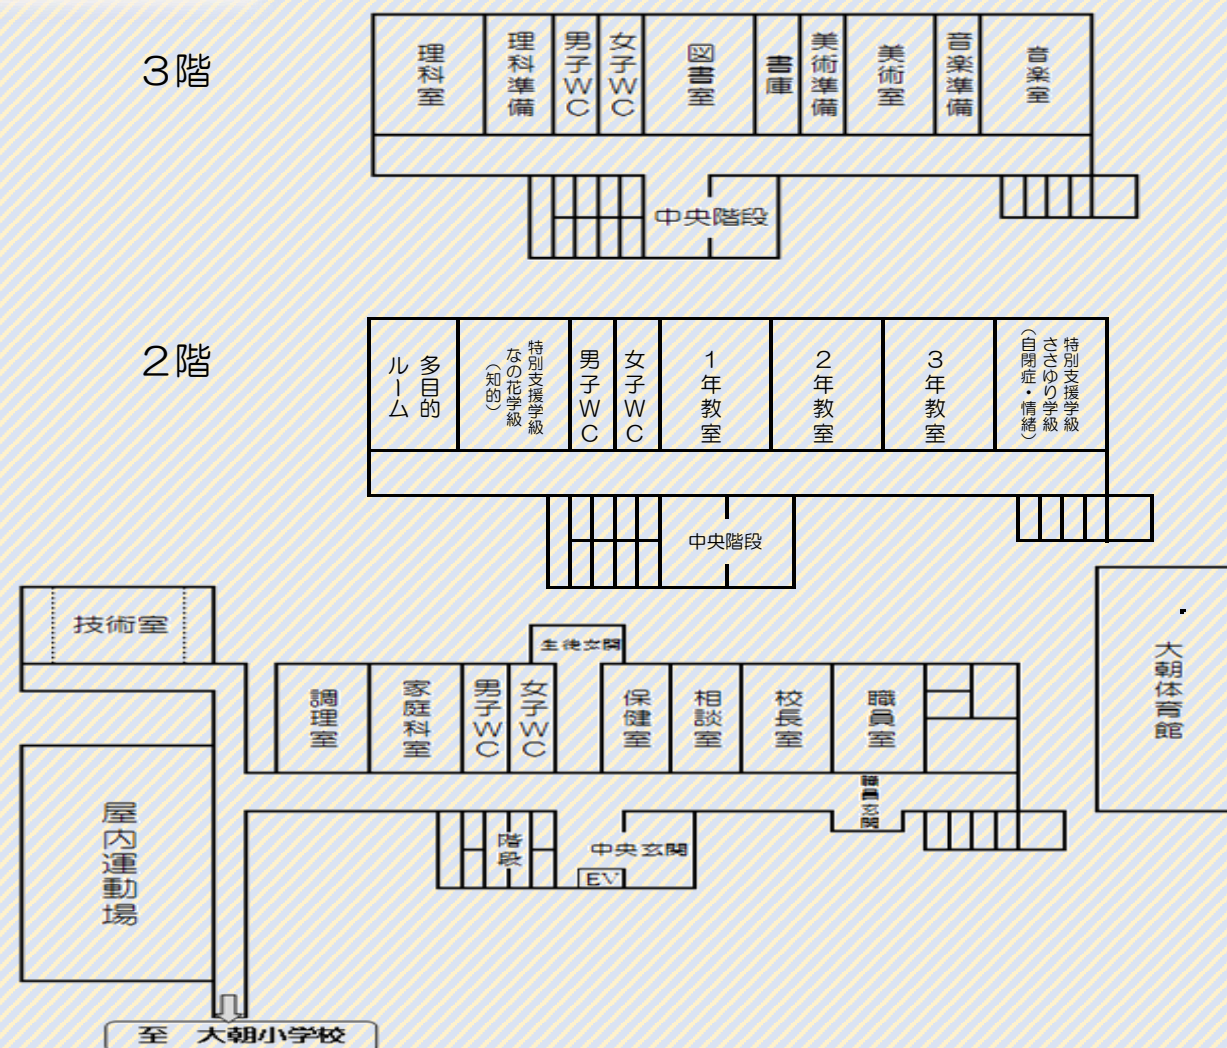 ３階
理科室
理科準備
男子WC
女子WC
図書室
書庫
美術準備
美術室
音楽準備
音楽室
中央階段
２階
多目的
ルーム
特別支援学級
なの花学級
（知的）
男子WC
女子WC
１年教室
２年教室
３年教室
特別支援学級
ささゆり学級
（自閉症・情緒）
中央階段
技術室
生徒玄関
調理室
家庭科室
男子WC
女子WC
保健室
相談室
校長室
職員室
大朝体育館
職員玄関
屋内運動場
階段
中央玄関
EV
至　大朝小学校